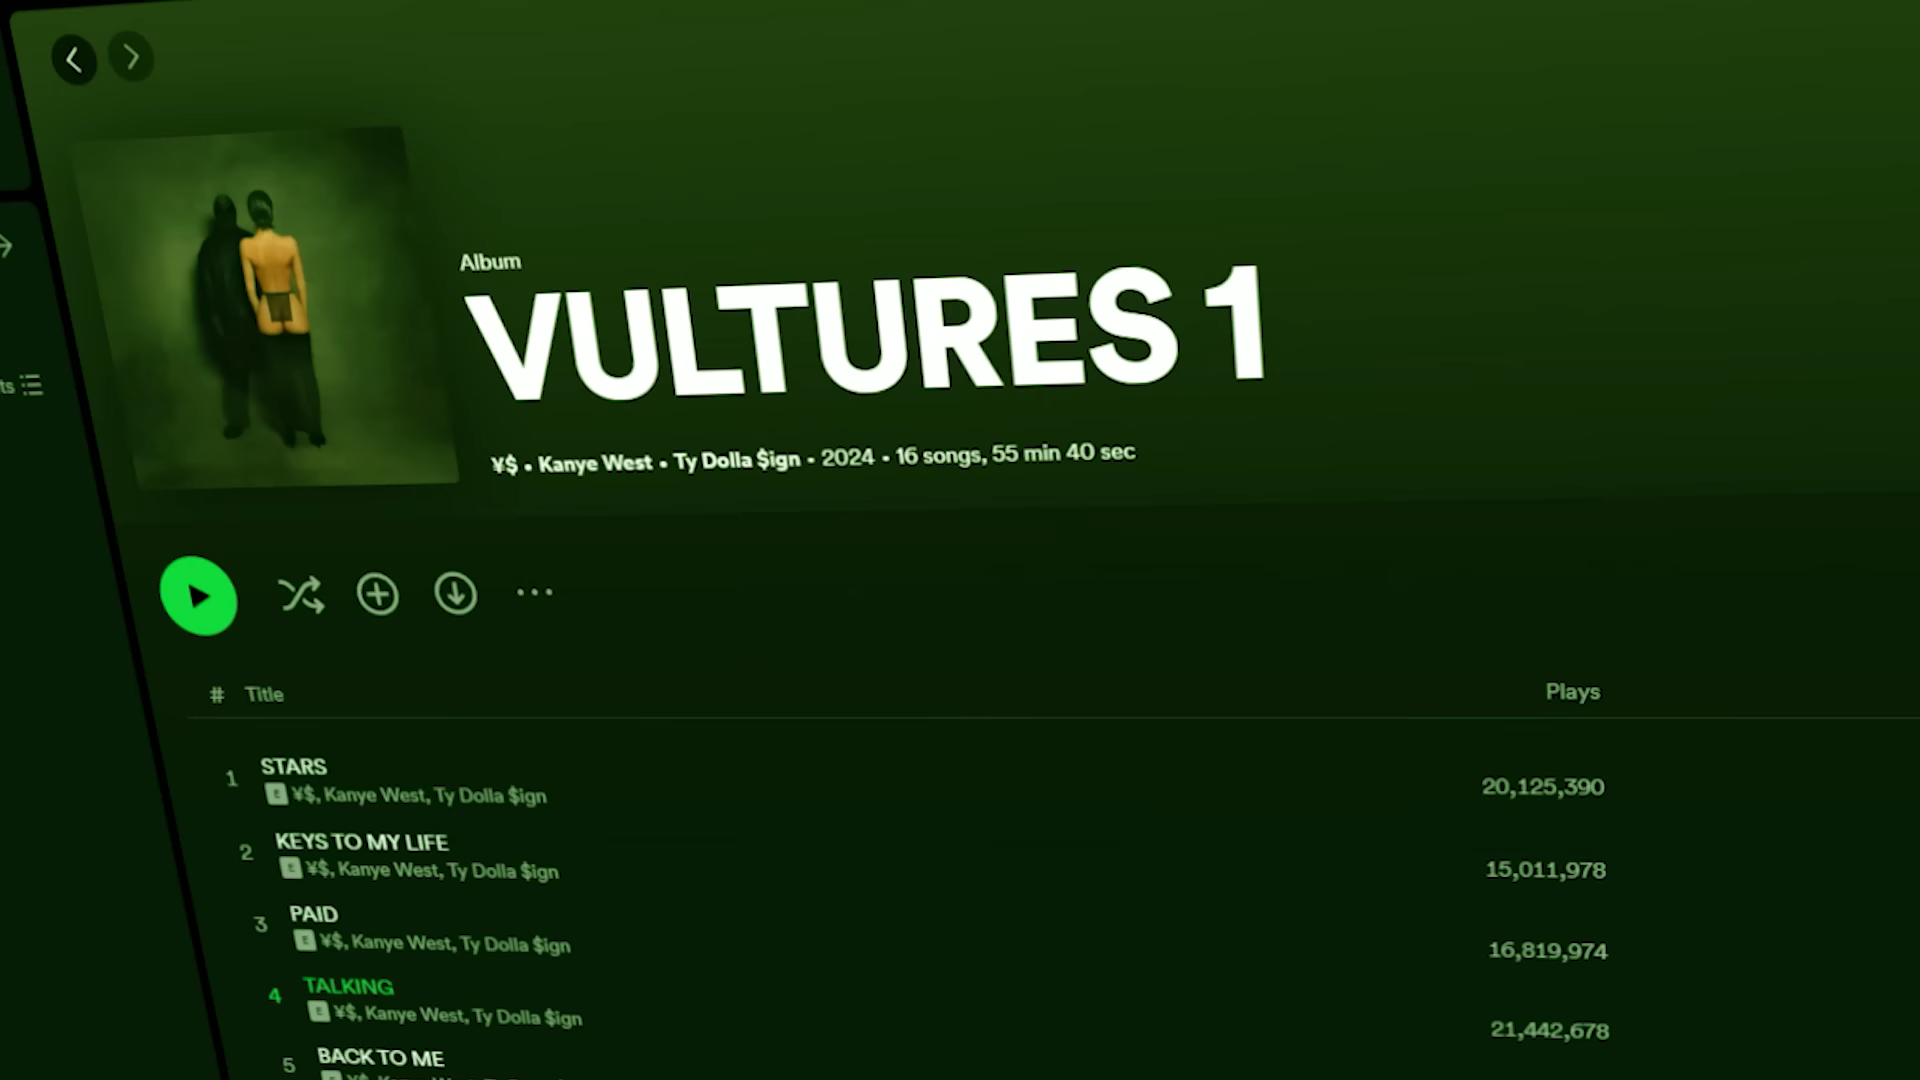 Album
VULTURES 1
¥$ • Kanye West • Ty Dolla $ign • 2024 • 16 songs, 55 min 40 sec
ts
# Title Plays
1 STARS 20,125,390
E ¥$, Kanye West, Ty Dolla $ign
2 KEYS TO MY LIFE 15,011,978
E ¥$, Kanye West, Ty Dolla $ign
3 PAID 16,819,974
E ¥$, Kanye West, Ty Dolla $ign
4 TALKING 21,442,678
E ¥$, Kanye West, Ty Dolla $ign
5 BACK TO ME